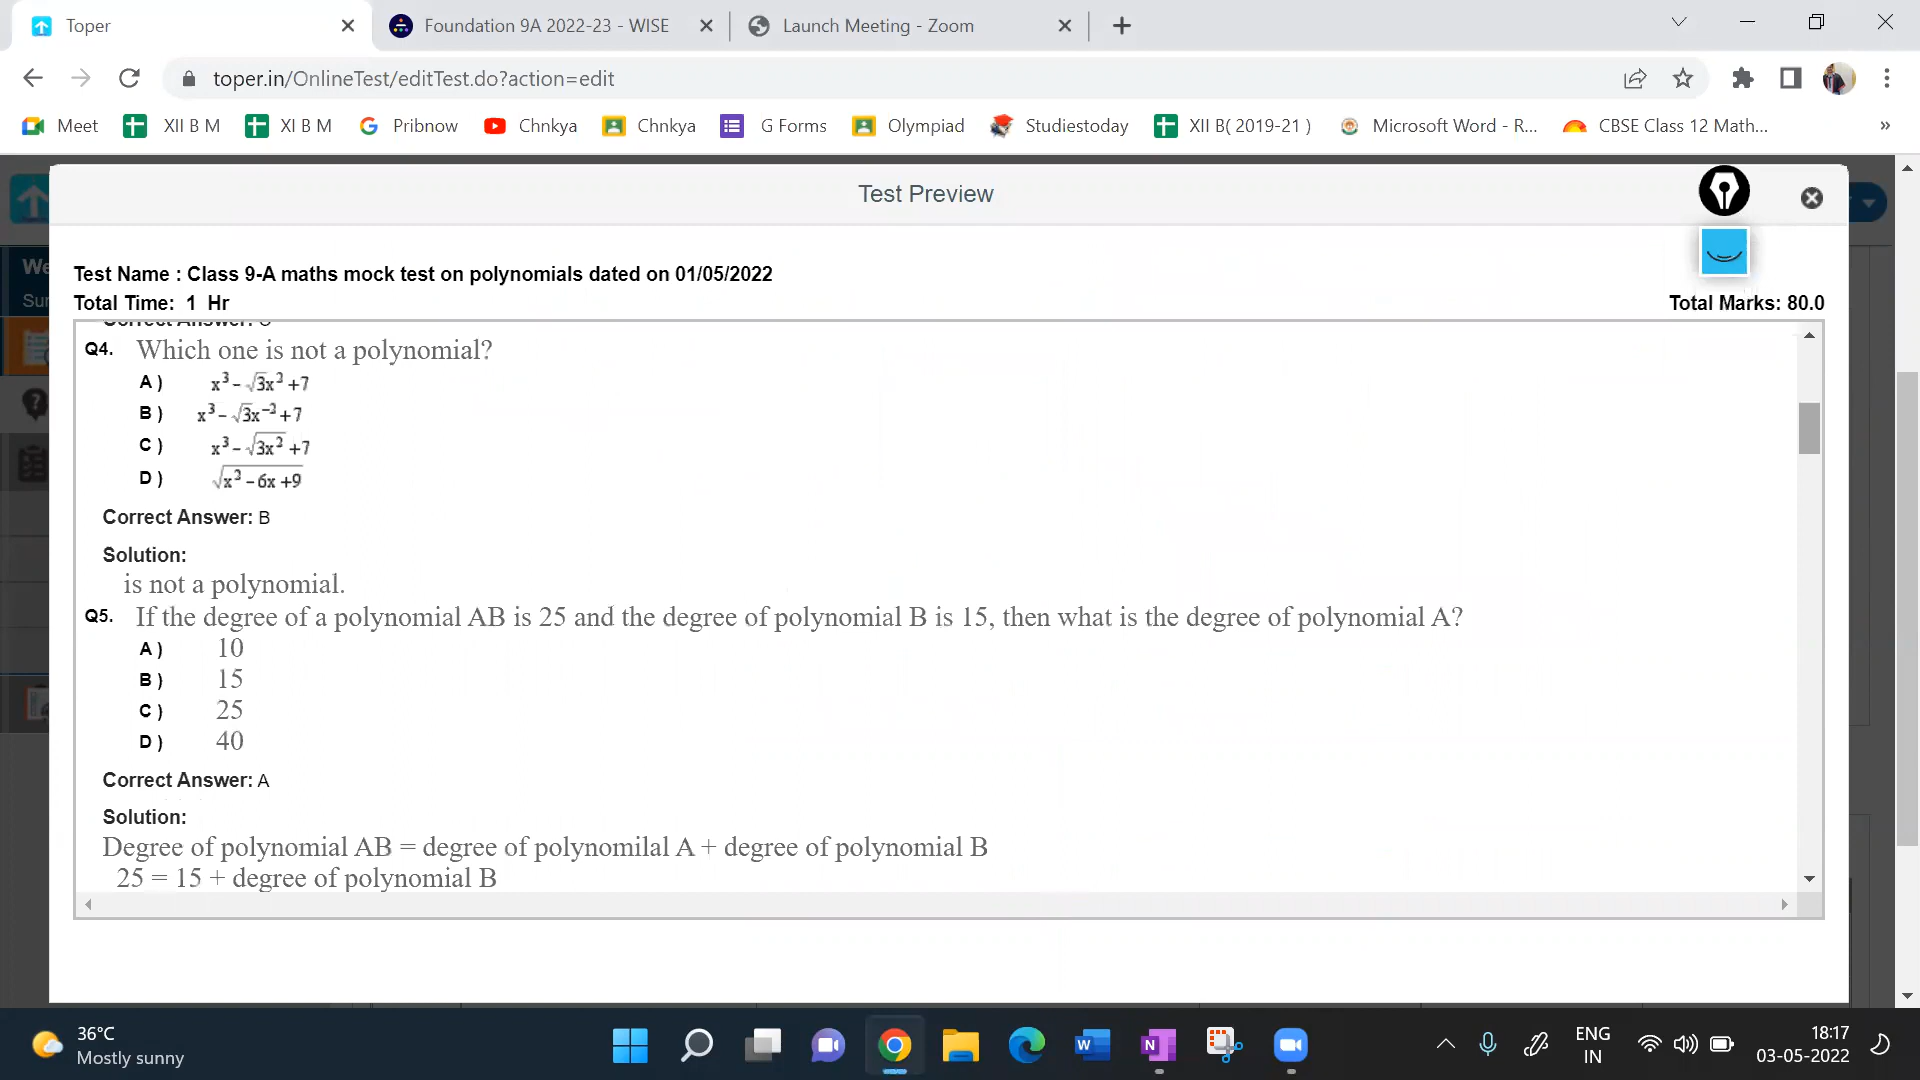 Toper
Foundation 9A 2022-23 - WISE
Launch Meeting - Zoom
toper.in/OnlineTest/editTest.do?action=edit
Meet
XII B M
XI B M
Pribnow
Chnkya
Chnkya
G Forms
Olympiad
Studiestoday
XII B( 2019-21 )
Microsoft Word - R...
CBSE Class 12 Math...
»
Test Preview
We
Sur
Test Name : Class 9-A maths mock test on polynomials dated on 01/05/2022
Total Time: 1 Hr
Total Marks: 80.0
Correct Answer: C
Q4. Which one is not a polynomial?
A ) x³ - √3x² +7
B ) x³ - √3x⁻² +7
C ) x³ - √(3x²) +7
D ) √(x² - 6x +9)
Correct Answer: B
Solution:
is not a polynomial.
Q5. If the degree of a polynomial AB is 25 and the degree of polynomial B is 15, then what is the degree of polynomial A?
A ) 10
B ) 15
C ) 25
D ) 40
Correct Answer: A
Solution:
Degree of polynomial AB = degree of polynomilal A + degree of polynomial B
25 = 15 + degree of polynomial B
36°C
Mostly sunny
ENG
IN
18:17
03-05-2022